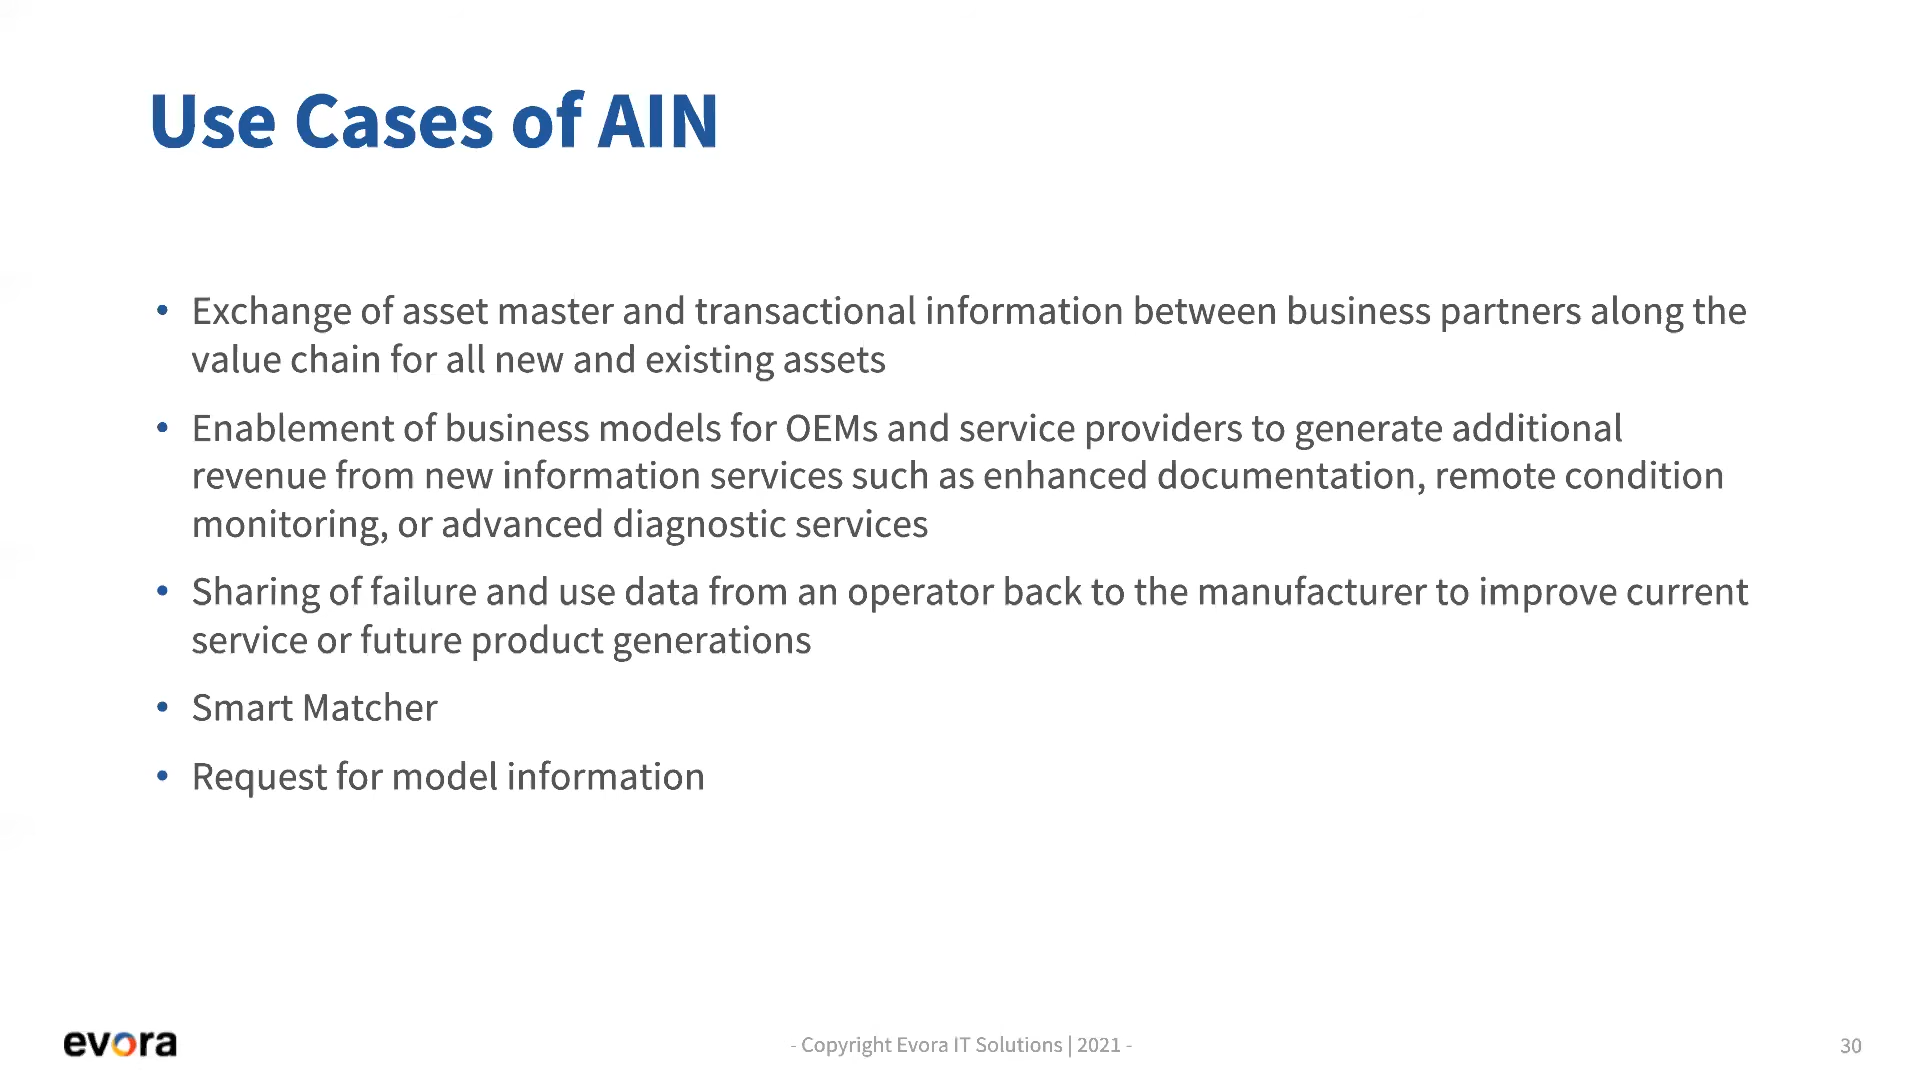 Use Cases of AIN
• Exchange of asset master and transactional information between business partners along the
value chain for all new and existing assets
• Enablement of business models for OEMs and service providers to generate additional
revenue from new information services such as enhanced documentation, remote condition
monitoring, or advanced diagnostic services
• Sharing of failure and use data from an operator back to the manufacturer to improve current
service or future product generations
• Smart Matcher
• Request for model information
evora
- Copyright Evora IT Solutions | 2021 -
30